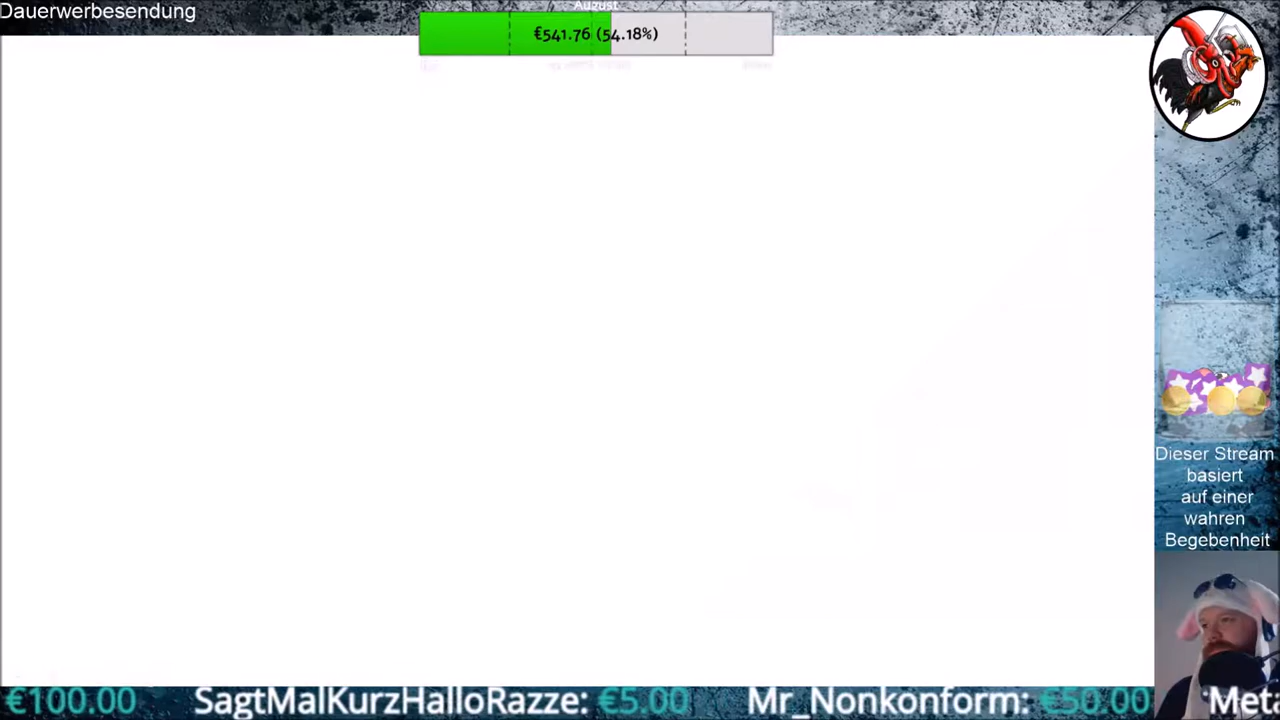 Dauerwerbesendung
August
€541.76 (54.18%)
Dieser Stream
basiert
auf einer
wahren
Begebenheit
€100.00 SagtMalKurzHalloRazze: €5.00 Mr_Nonkonform: €50.00